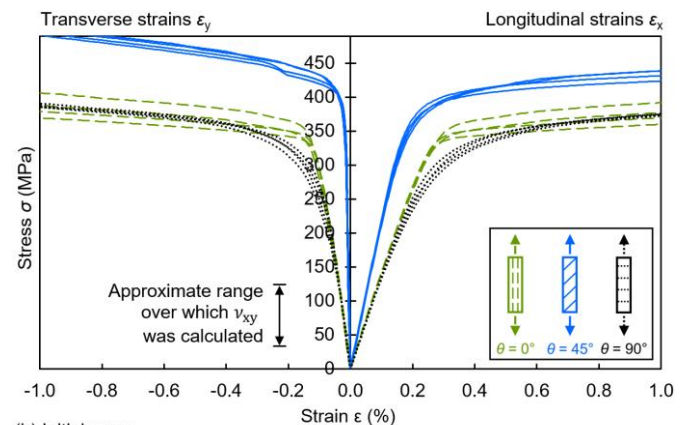 Transverse strains εy
Longitudinal strains εx
Stress σ (MPa)
450
400
350
300
250
200
150
100
50
0
Approximate range
over which νxy
was calculated
θ = 0° θ = 45° θ = 90°
-1.0 -0.8 -0.6 -0.4 -0.2 0.0 0.2 0.4 0.6 0.8 1.0
Strain ε (%)